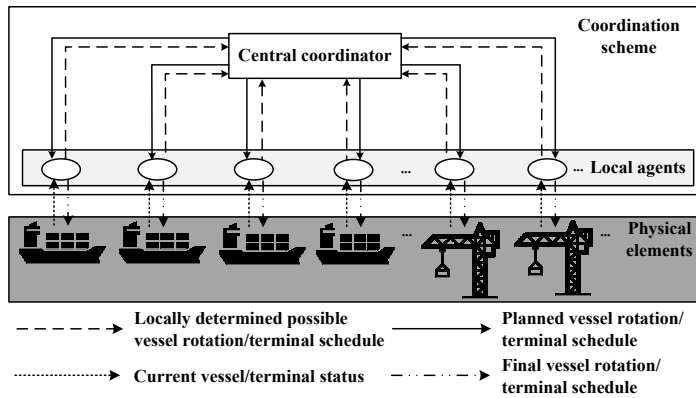 Coordination
scheme
Central coordinator
...
... Local agents
...
...
Physical
elements
Locally determined possible
vessel rotation/terminal schedule
Planned vessel rotation/
terminal schedule
Current vessel/terminal status
Final vessel rotation/
terminal schedule